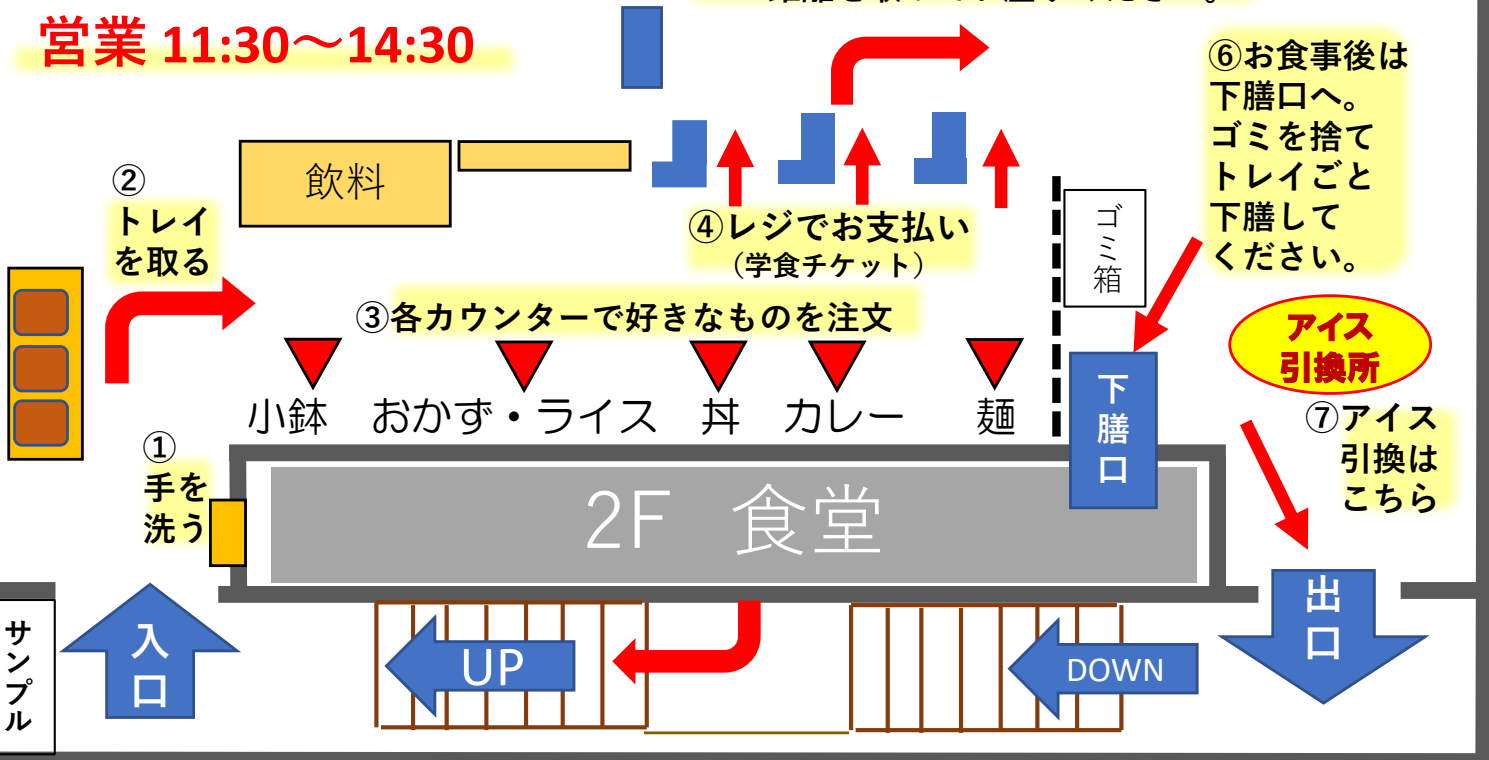 営業 11:30～14:30
⑥お食事後は
下膳口へ。
ゴミを捨て
トレイごと
下膳して
ください。
飲料
②
トレイ
を取る
④レジでお支払い
（学食チケット）
ゴミ箱
③各カウンターで好きなものを注文
アイス
引換所
小鉢
おかず・ライス
丼
カレー
麺
下膳口
⑦アイス
引換は
こちら
①
手を
洗う
2F 食堂
サンプル
入口
UP
DOWN
出口